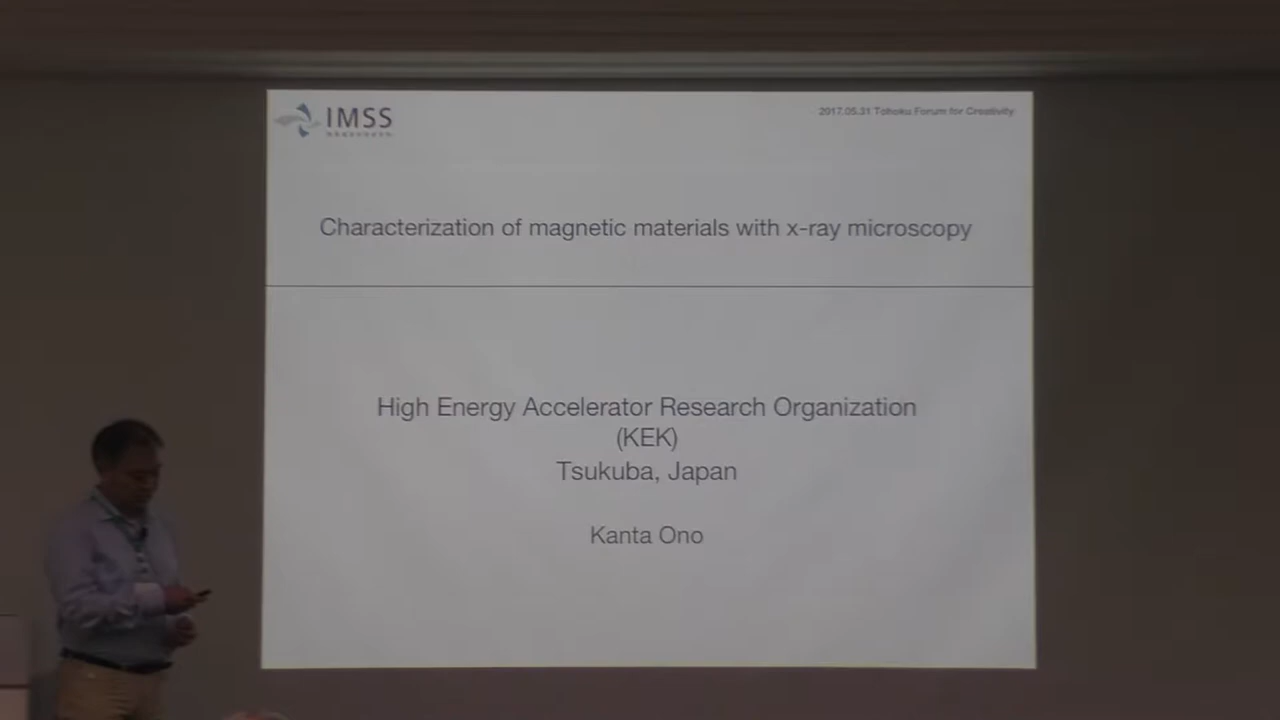 IMSS
2017.05.31 Tohoku Forum for Creativity
Characterization of magnetic materials with x-ray microscopy
High Energy Accelerator Research Organization
(KEK)
Tsukuba, Japan
Kanta Ono